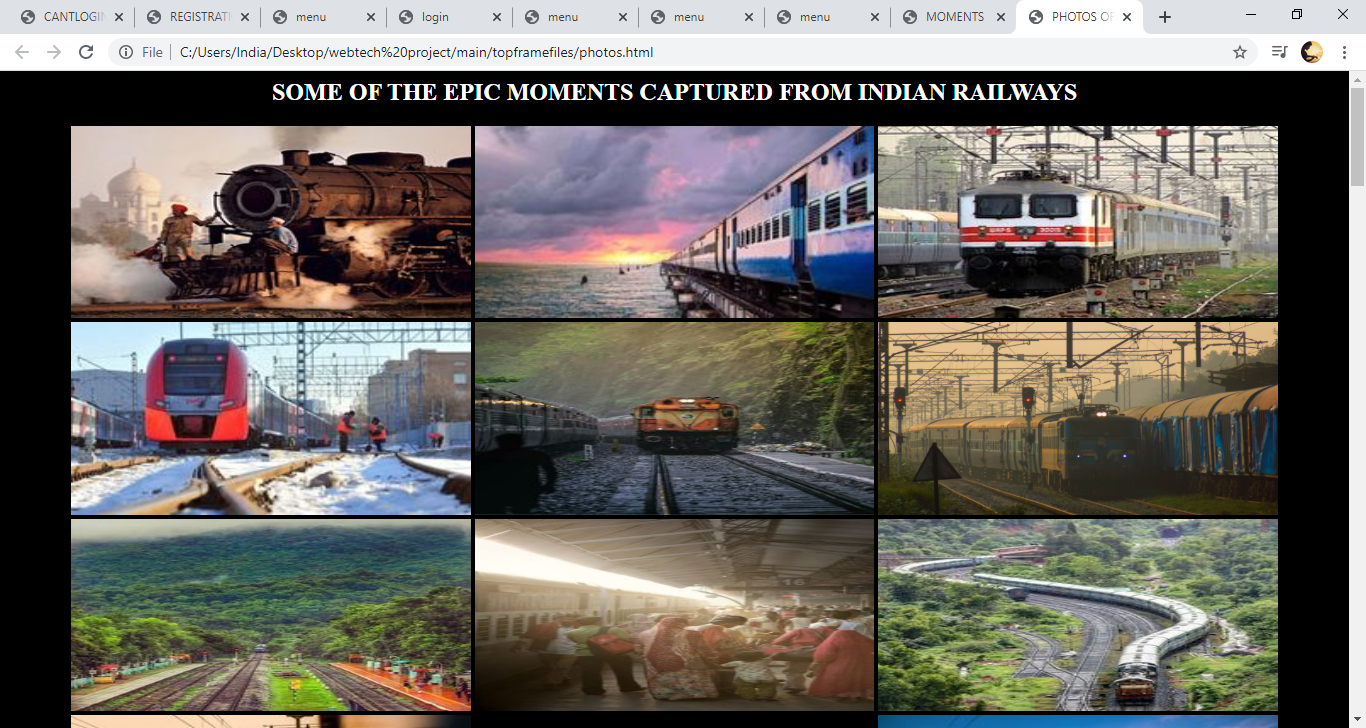 CANTLOGIN
REGISTRATI
menu
login
menu
menu
menu
MOMENTS
PHOTOS OF
File
C:/Users/India/Desktop/webtech%20project/main/topframefiles/photos.html
SOME OF THE EPIC MOMENTS CAPTURED FROM INDIAN RAILWAYS
16